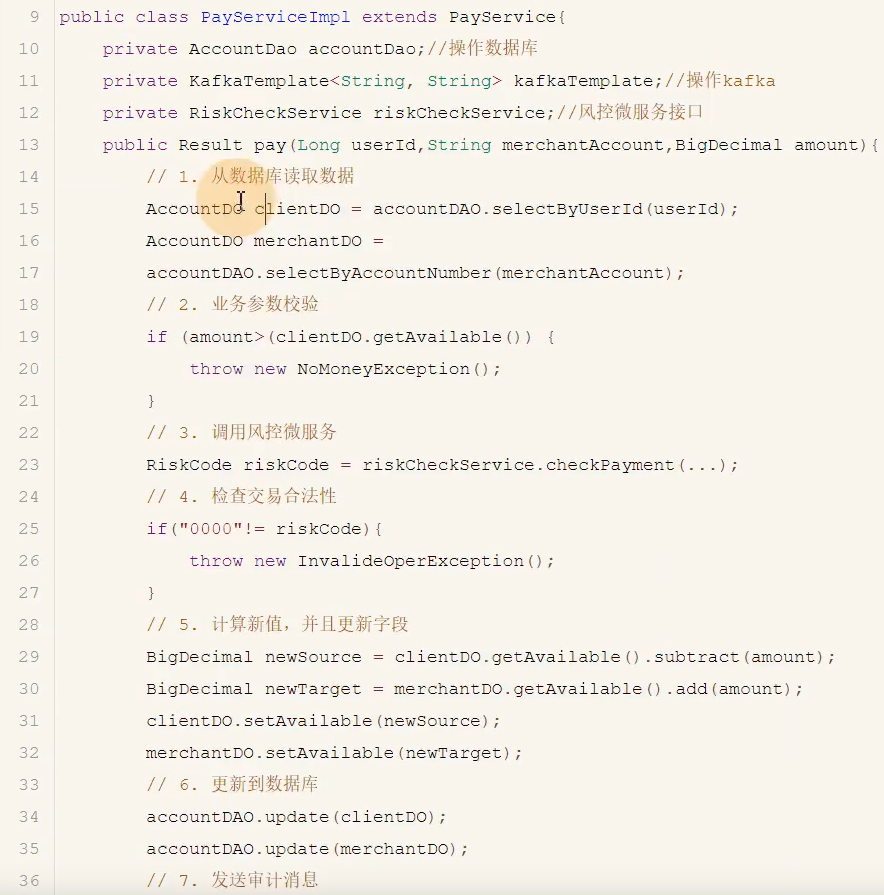 9 public class PayServiceImpl extends PayService{
10 private AccountDao accountDao;//操作数据库
11 private KafkaTemplate<String, String> kafkaTemplate;//操作kafka
12 private RiskCheckService riskCheckService;//风控微服务接口
13 public Result pay(Long userId,String merchantAccount,BigDecimal amount){
14 // 1. 从数据库读取数据
15 AccountDO clientDO = accountDAO.selectByUserId(userId);
16 AccountDO merchantDO =
17 accountDAO.selectByAccountNumber(merchantAccount);
18 // 2. 业务参数校验
19 if (amount>(clientDO.getAvailable()) {
20 throw new NoMoneyException();
21 }
22 // 3. 调用风控微服务
23 RiskCode riskCode = riskCheckService.checkPayment(...);
24 // 4. 检查交易合法性
25 if("0000"!= riskCode){
26 throw new InvalideOperException();
27 }
28 // 5. 计算新值，并且更新字段
29 BigDecimal newSource = clientDO.getAvailable().subtract(amount);
30 BigDecimal newTarget = merchantDO.getAvailable().add(amount);
31 clientDO.setAvailable(newSource);
32 merchantDO.setAvailable(newTarget);
33 // 6. 更新到数据库
34 accountDAO.update(clientDO);
35 accountDAO.update(merchantDO);
36 // 7. 发送审计消息